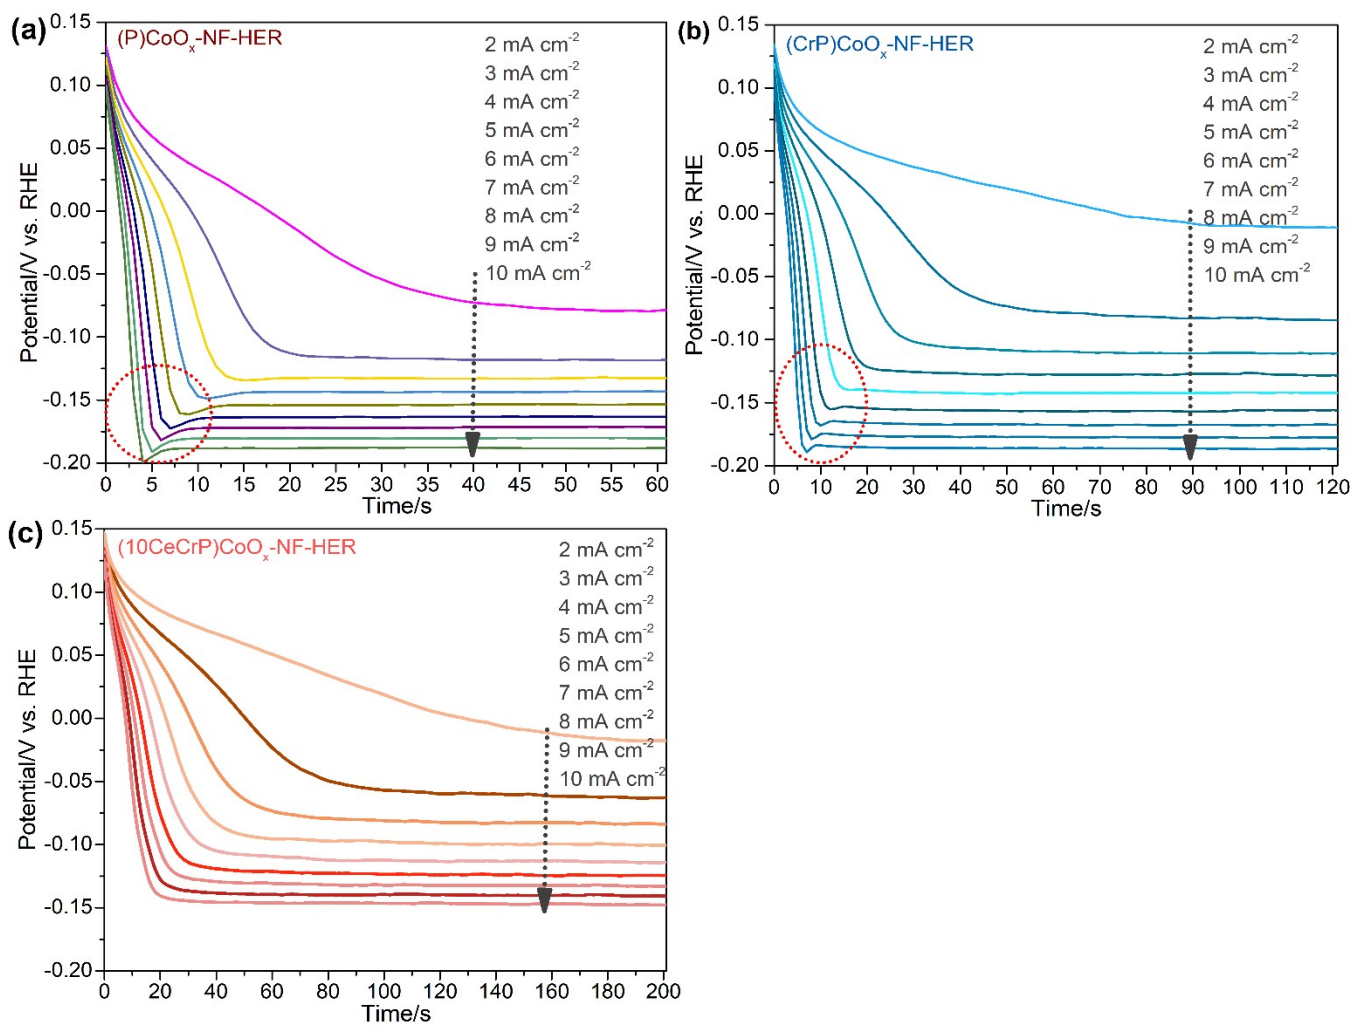 (a)
(P)CoOₓ-NF-HER
2 mA cm⁻²
3 mA cm⁻²
4 mA cm⁻²
5 mA cm⁻²
6 mA cm⁻²
7 mA cm⁻²
8 mA cm⁻²
9 mA cm⁻²
10 mA cm⁻²
Potential/V vs. RHE
0.15
0.10
0.05
0.00
-0.05
-0.10
-0.15
-0.20
0 5 10 15 20 25 30 35 40 45 50 55 60
Time/s
(b)
(CrP)CoOₓ-NF-HER
2 mA cm⁻²
3 mA cm⁻²
4 mA cm⁻²
5 mA cm⁻²
6 mA cm⁻²
7 mA cm⁻²
8 mA cm⁻²
9 mA cm⁻²
10 mA cm⁻²
Potential/V vs. RHE
0.15
0.10
0.05
0.00
-0.05
-0.10
-0.15
-0.20
0 10 20 30 40 50 60 70 80 90 100 110 120
Time/s
(c)
(10CeCrP)CoOₓ-NF-HER
2 mA cm⁻²
3 mA cm⁻²
4 mA cm⁻²
5 mA cm⁻²
6 mA cm⁻²
7 mA cm⁻²
8 mA cm⁻²
9 mA cm⁻²
10 mA cm⁻²
Potential/V vs. RHE
0.15
0.10
0.05
0.00
-0.05
-0.10
-0.15
-0.20
0 20 40 60 80 100 120 140 160 180 200
Time/s